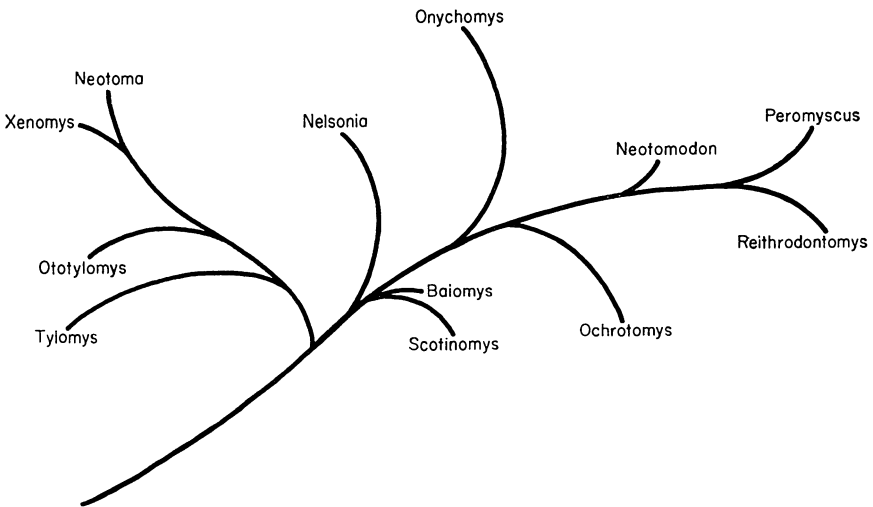 Onychomys
Neotoma
Xenomys
Nelsonia
Peromyscus
Neotomodon
Reithrodontomys
Ototylomys
Baiomys
Tylomys
Ochrotomys
Scotinomys